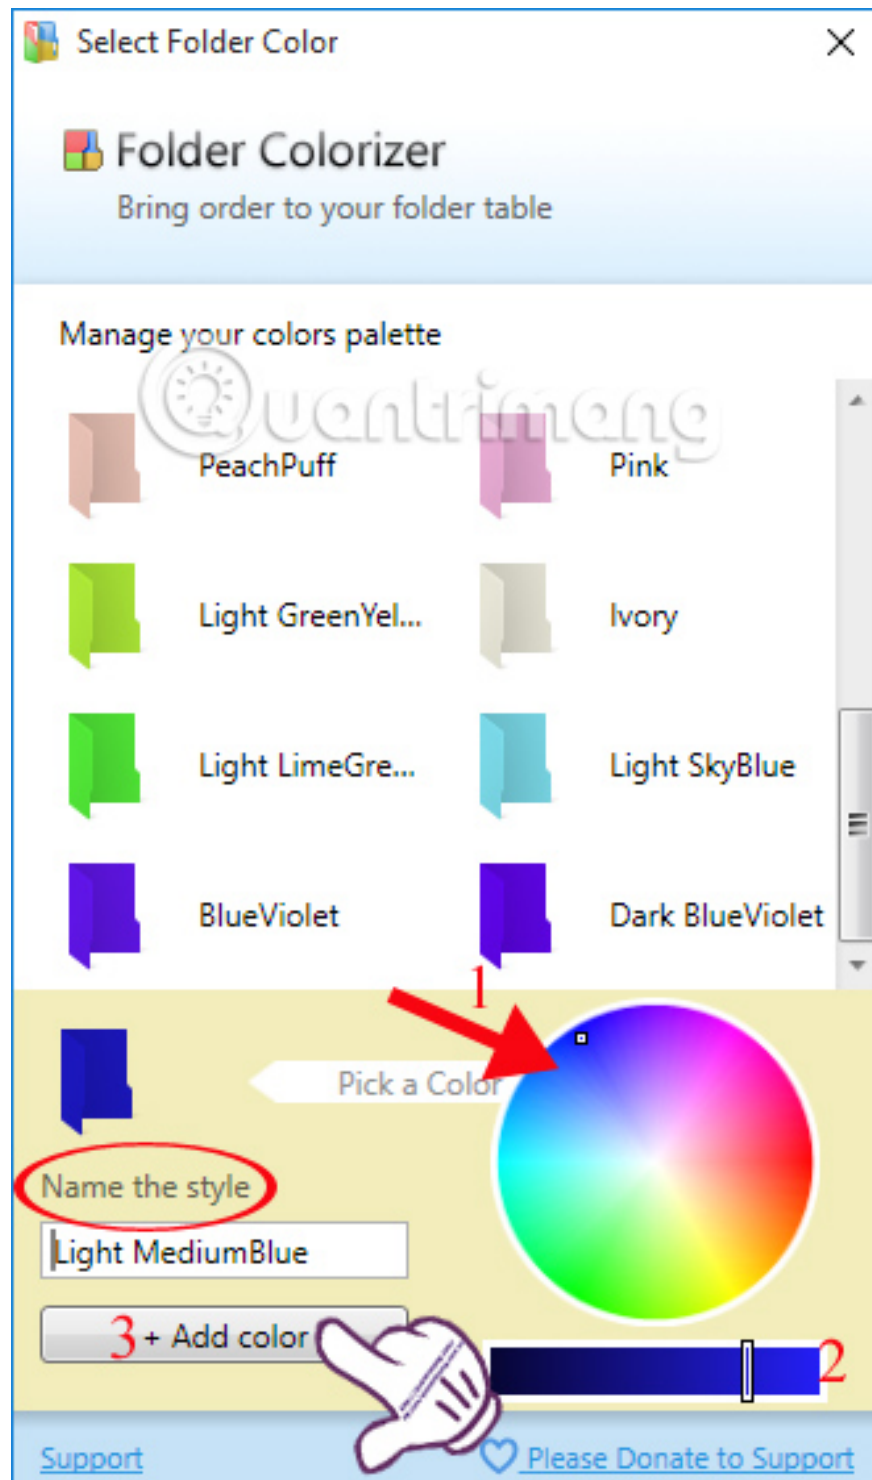 Select Folder Color
Folder Colorizer
Bring order to your folder table
Manage your colors palette
Quantrimang
PeachPuff
Pink
Light GreenYel...
Ivory
Light LimeGre...
Light SkyBlue
BlueViolet
Dark BlueViolet
1
Pick a Color
Name the style
Light MediumBlue
3 + Add color
2
Support
Please Donate to Support